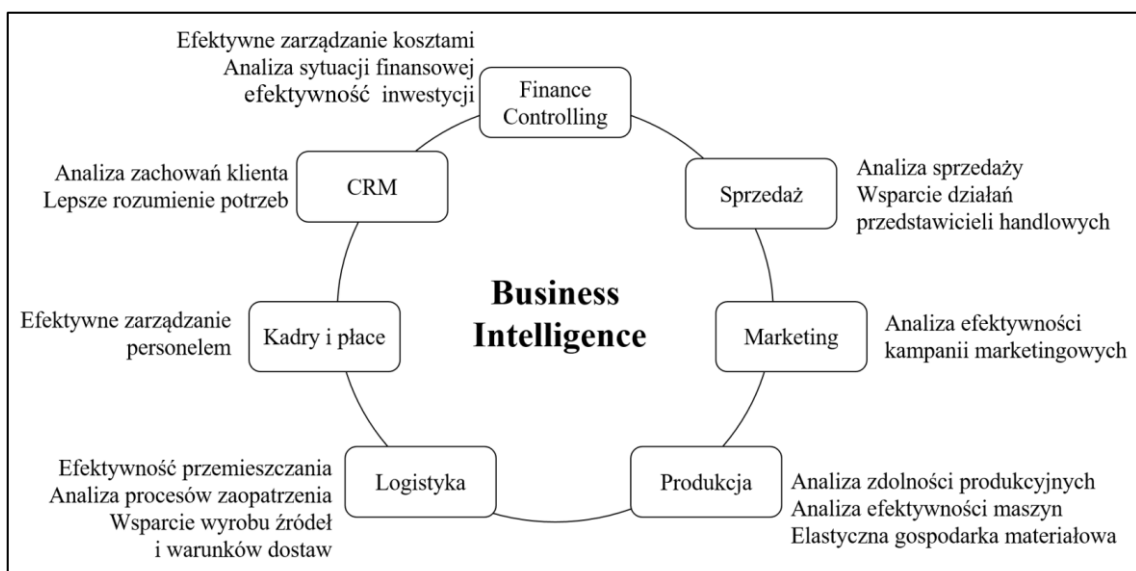 Efektywne zarządzanie kosztami
Analiza sytuacji finansowej
efektywność inwestycji
Finance
Controlling
Analiza zachowań klienta
Lepsze rozumienie potrzeb
CRM
Sprzedaż
Analiza sprzedaży
Wsparcie działań
przedstawicieli handlowych
Business
Intelligence
Efektywne zarządzanie
personelem
Kadry i płace
Marketing
Analiza efektywności
kampanii marketingowych
Efektywność przemieszczania
Analiza procesów zaopatrzenia
Wsparcie wyrobu źródeł
i warunków dostaw
Logistyka
Produkcja
Analiza zdolności produkcyjnych
Analiza efektywności maszyn
Elastyczna gospodarka materiałowa